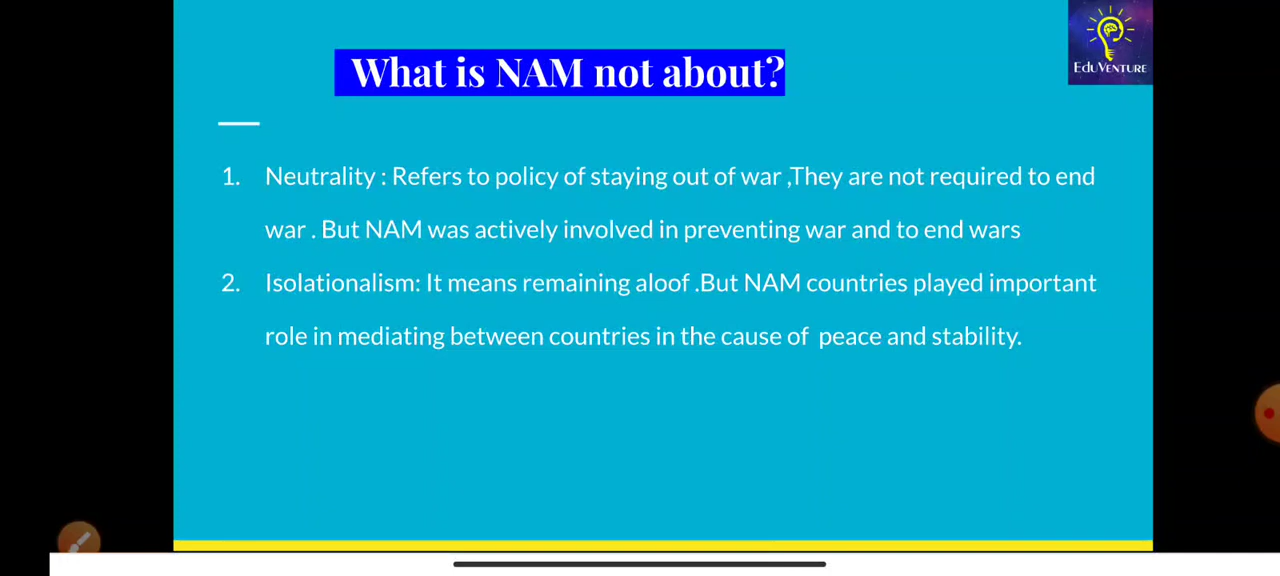 EDUVENTURE
What is NAM not about?
1. Neutrality : Refers to policy of staying out of war ,They are not required to end
war . But NAM was actively involved in preventing war and to end wars
2. Isolationalism: It means remaining aloof .But NAM countries played important
role in mediating between countries in the cause of peace and stability.